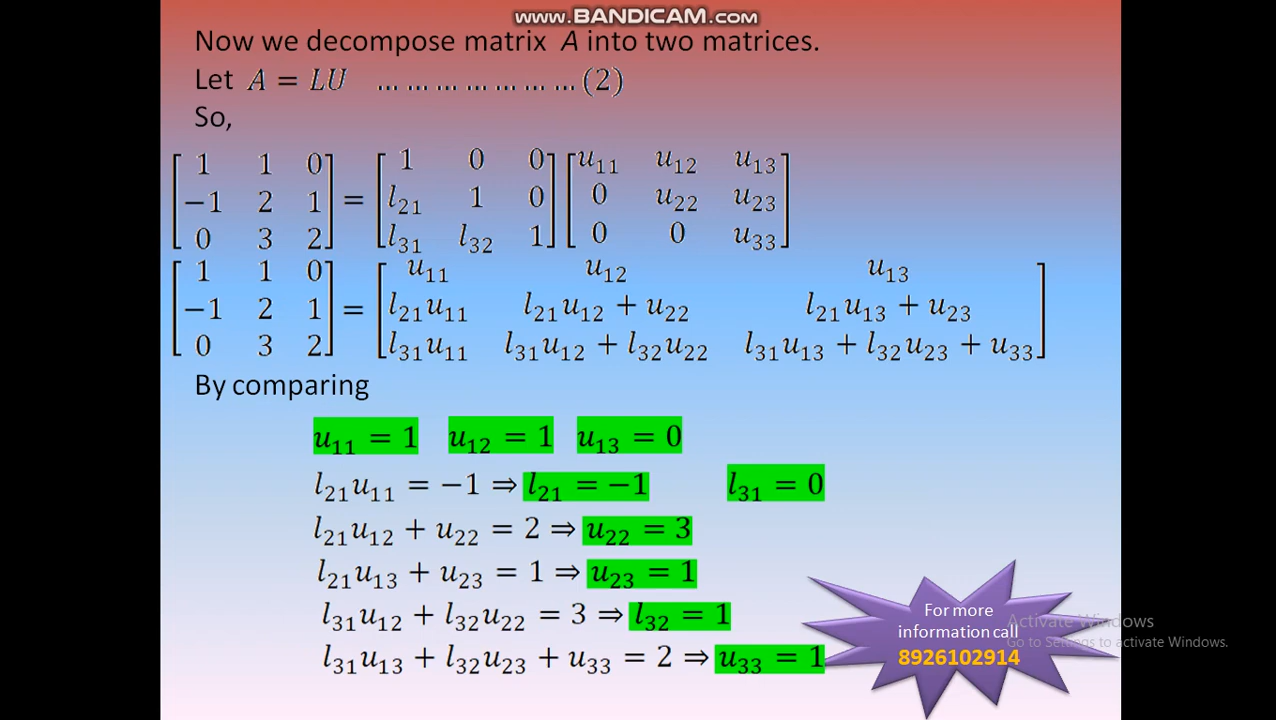 www.BANDICAM.com
Now we decompose matrix A into two matrices.
Let A = LU … … … … … … … (2)
So,
[1 1 0; −1 2 1; 0 3 2] = [1 0 0; l₂₁ 1 0; l₃₁ l₃₂ 1] [u₁₁ u₁₂ u₁₃; 0 u₂₂ u₂₃; 0 0 u₃₃]
[1 1 0; −1 2 1; 0 3 2] = [u₁₁ u₁₂ u₁₃; l₂₁u₁₁ l₂₁u₁₂ + u₂₂ l₂₁u₁₃ + u₂₃; l₃₁u₁₁ l₃₁u₁₂ + l₃₂u₂₂ l₃₁u₁₃ + l₃₂u₂₃ + u₃₃]
By comparing
u₁₁ = 1 u₁₂ = 1 u₁₃ = 0
l₂₁u₁₁ = −1 ⇒ l₂₁ = −1 l₃₁ = 0
l₂₁u₁₂ + u₂₂ = 2 ⇒ u₂₂ = 3
l₂₁u₁₃ + u₂₃ = 1 ⇒ u₂₃ = 1
l₃₁u₁₂ + l₃₂u₂₂ = 3 ⇒ l₃₂ = 1
l₃₁u₁₃ + l₃₂u₂₃ + u₃₃ = 2 ⇒ u₃₃ = 1
For more
information call
8926102914
Activate Windows
Go to Settings to activate Windows.